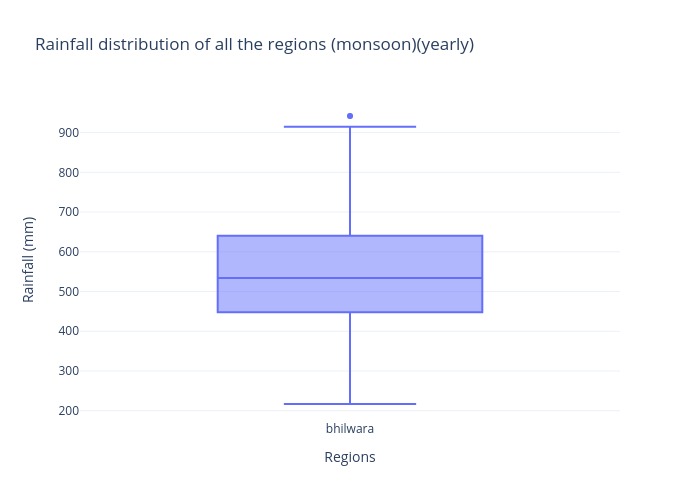 Rainfall distribution of all the regions (monsoon)(yearly)
900
800
700
600
500
400
300
200
Rainfall (mm)
bhilwara
Regions